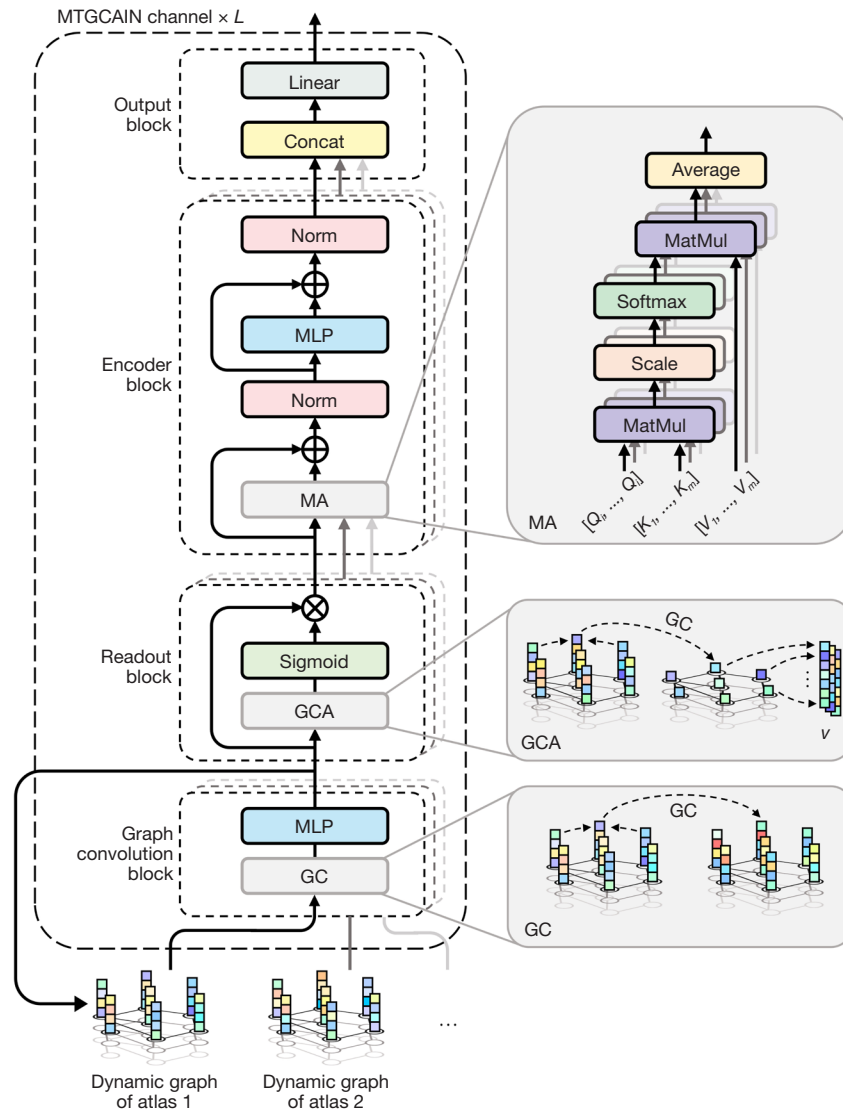 MTGCAIN channel × L
Output
block
Linear
Concat
Encoder
block
Norm
MLP
Norm
MA
Readout
block
Sigmoid
GCA
Graph
convolution
block
MLP
GC
Dynamic graph
of atlas 1
Dynamic graph
of atlas 2
...
Average
MatMul
Softmax
Scale
MatMul
[Qᵢ, ..., Qᵢ]
[K₁, ..., Kₘ]
[V₁, ..., Vₘ]
MA
GC
GCA
v
GC
GC